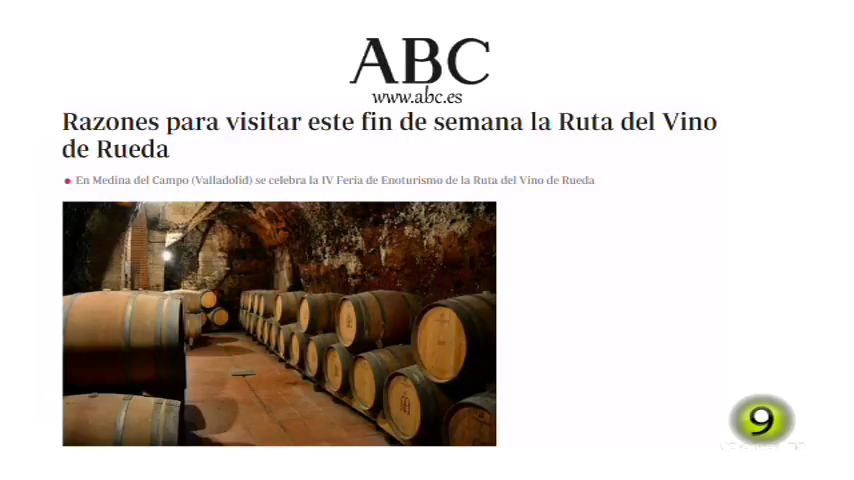 ABC
www.abc.es
Razones para visitar este fin de semana la Ruta del Vino
de Rueda
En Medina del Campo (Valladolid) se celebra la IV Feria de Enoturismo de la Ruta del Vino de Rueda
9